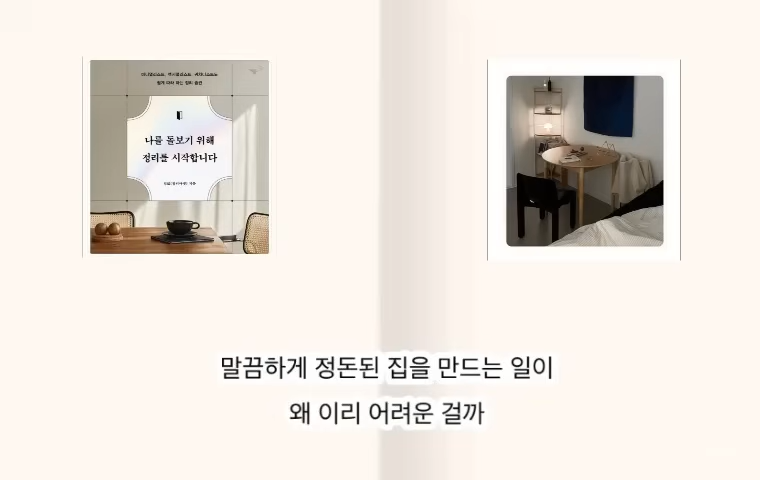 나를 돌보기 위해
정리를 시작합니다
말끔하게 정돈된 집을 만드는 일이
왜 이리 어려운 걸까